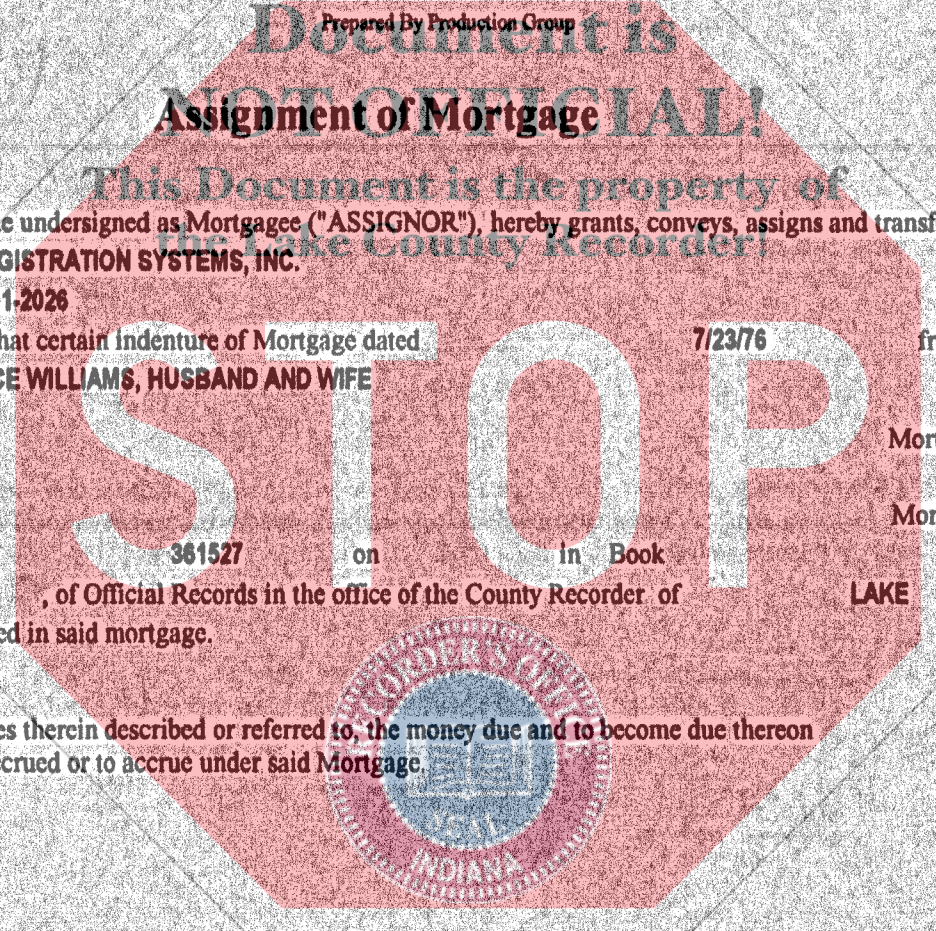 Prepared By Production Group
Document is
Assignment of Mortgage
NOT OFFICIAL!
This Document is the property of
e undersigned as Mortgagee ("ASSIGNOR"), hereby grants, conveys, assigns and transf
the Lake County Recorder!
GISTRATION SYSTEMS, INC.
1-2026
hat certain indenture of Mortgage dated 7/23/76 fr
CE WILLIAMS, HUSBAND AND WIFE
STOP
Mor
Mor
361527 on in Book
, of Official Records in the office of the County Recorder of LAKE
ed in said mortgage.
RECORDER'S OFFICE
es therein described or referred to, the money due and to become due thereon
ccrued or to accrue under said Mortgage.
SEAL
INDIANA